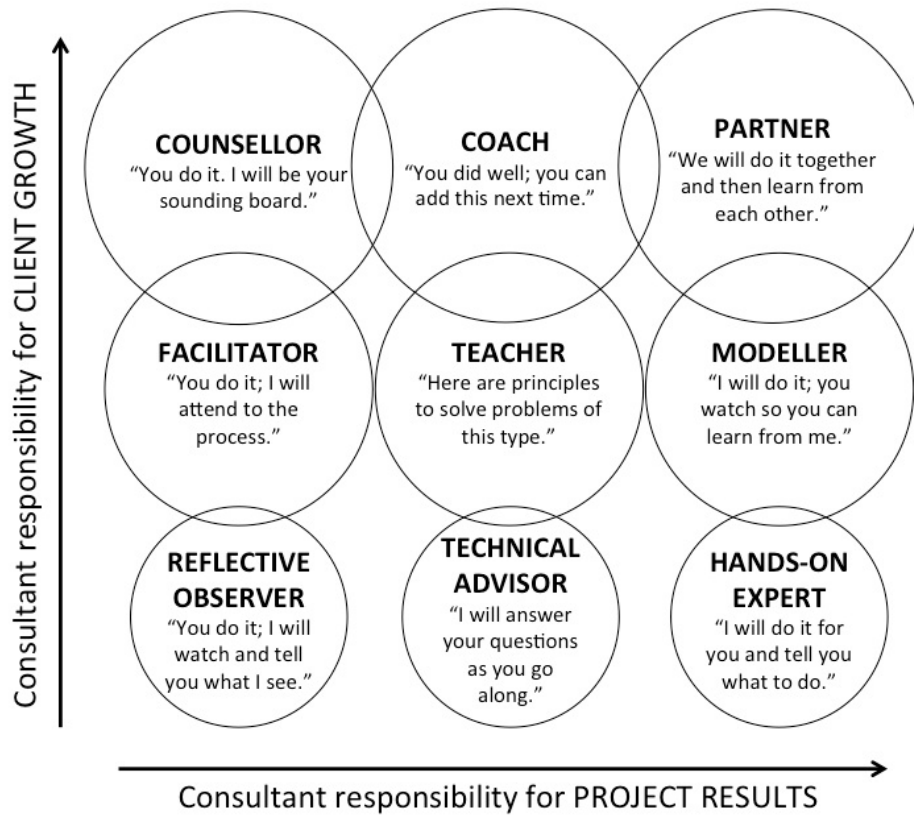 Consultant responsibility for CLIENT GROWTH
COUNSELLOR
“You do it. I will be your
sounding board.”
COACH
“You did well; you can
add this next time.”
PARTNER
“We will do it together
and then learn from
each other.”
FACILITATOR
“You do it; I will
attend to the
process.”
TEACHER
“Here are principles
to solve problems of
this type.”
MODELLER
“I will do it; you
watch so you can
learn from me.”
REFLECTIVE
OBSERVER
“You do it; I will
watch and tell
you what I see.”
TECHNICAL
ADVISOR
“I will answer
your questions
as you go
along.”
HANDS-ON
EXPERT
“I will do it for
you and tell you
what to do.”
Consultant responsibility for PROJECT RESULTS